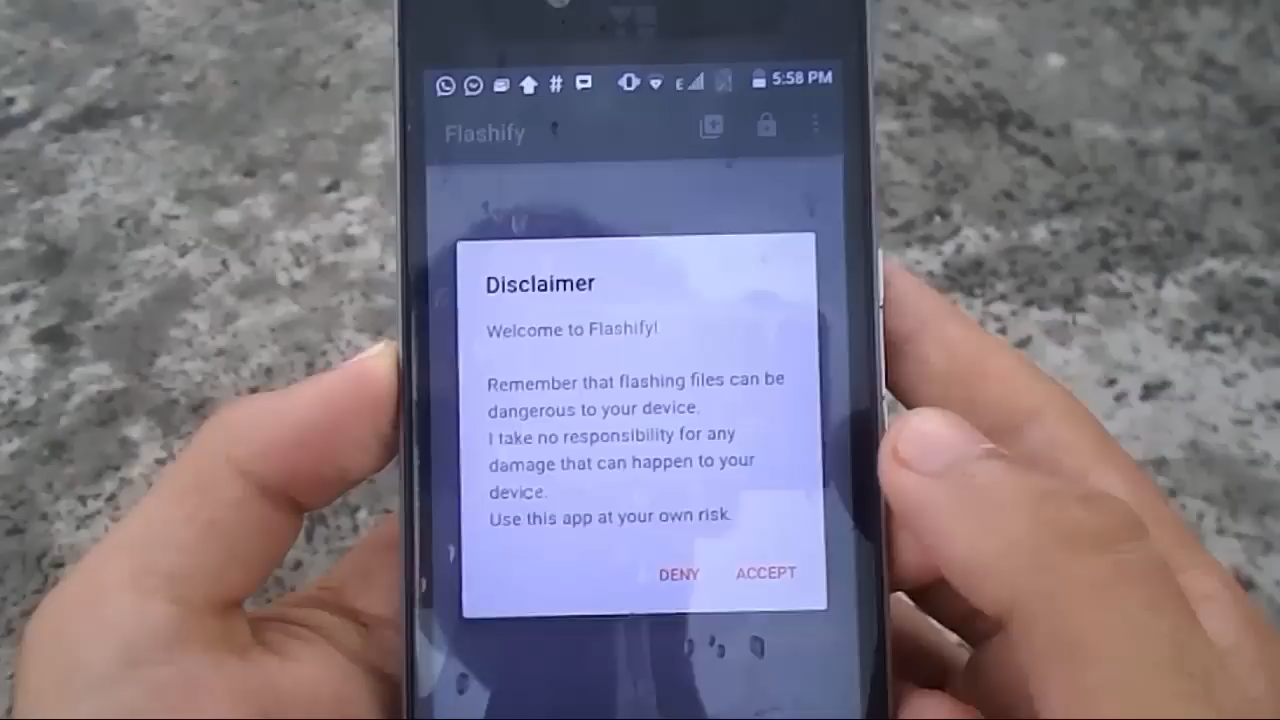 # E 5:58 PM
Flashify
Disclaimer
Welcome to Flashify!
Remember that flashing files can be
dangerous to your device.
I take no responsibility for any
damage that can happen to your
device.
Use this app at your own risk.
DENY ACCEPT